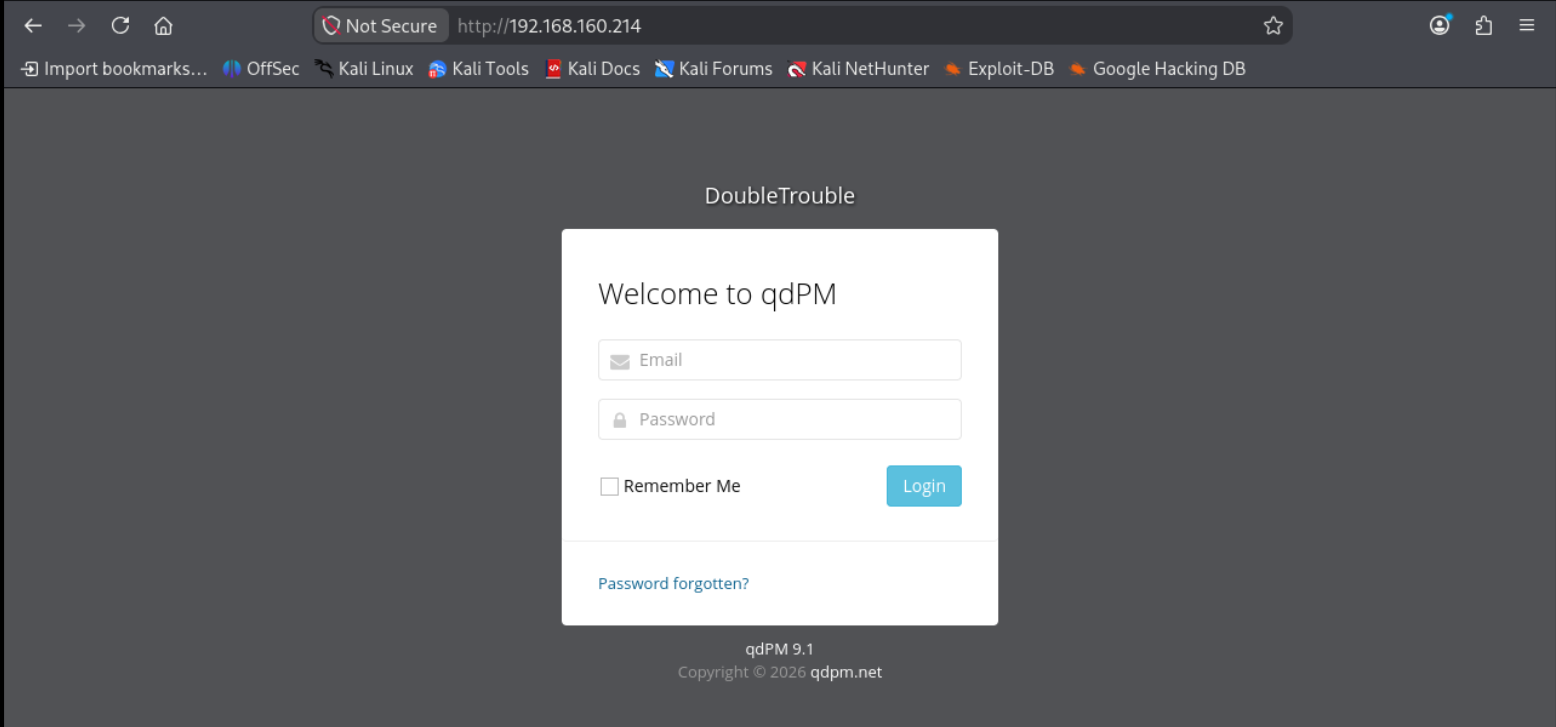 Not Secure http://192.168.160.214
Import bookmarks... OffSec Kali Linux Kali Tools Kali Docs Kali Forums Kali NetHunter Exploit-DB Google Hacking DB
DoubleTrouble
Welcome to qdPM
Email
Password
Remember Me Login
Password forgotten?
qdPM 9.1
Copyright © 2026 qdpm.net